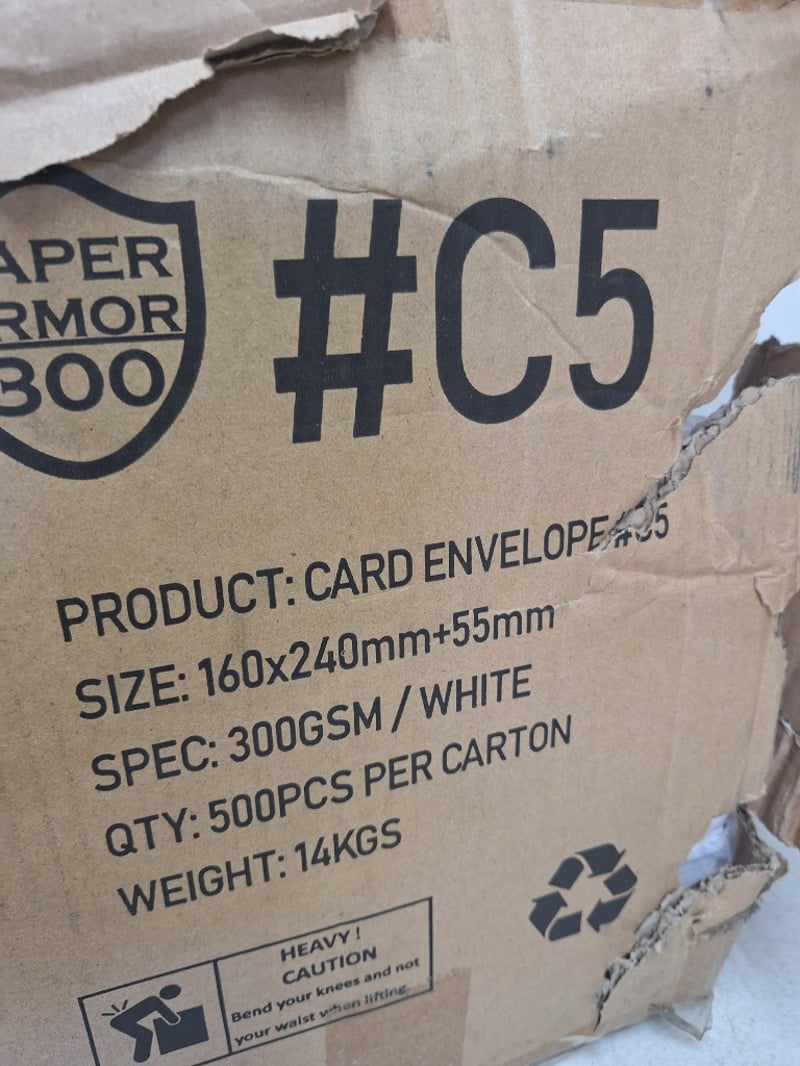 APER
RMOR
300
#C5
PRODUCT: CARD ENVELOPE #C5
SIZE: 160x240mm+55mm
SPEC: 300GSM / WHITE
QTY: 500PCS PER CARTON
WEIGHT: 14KGS
HEAVY!
CAUTION
Bend your knees and not
your waist when lifting.